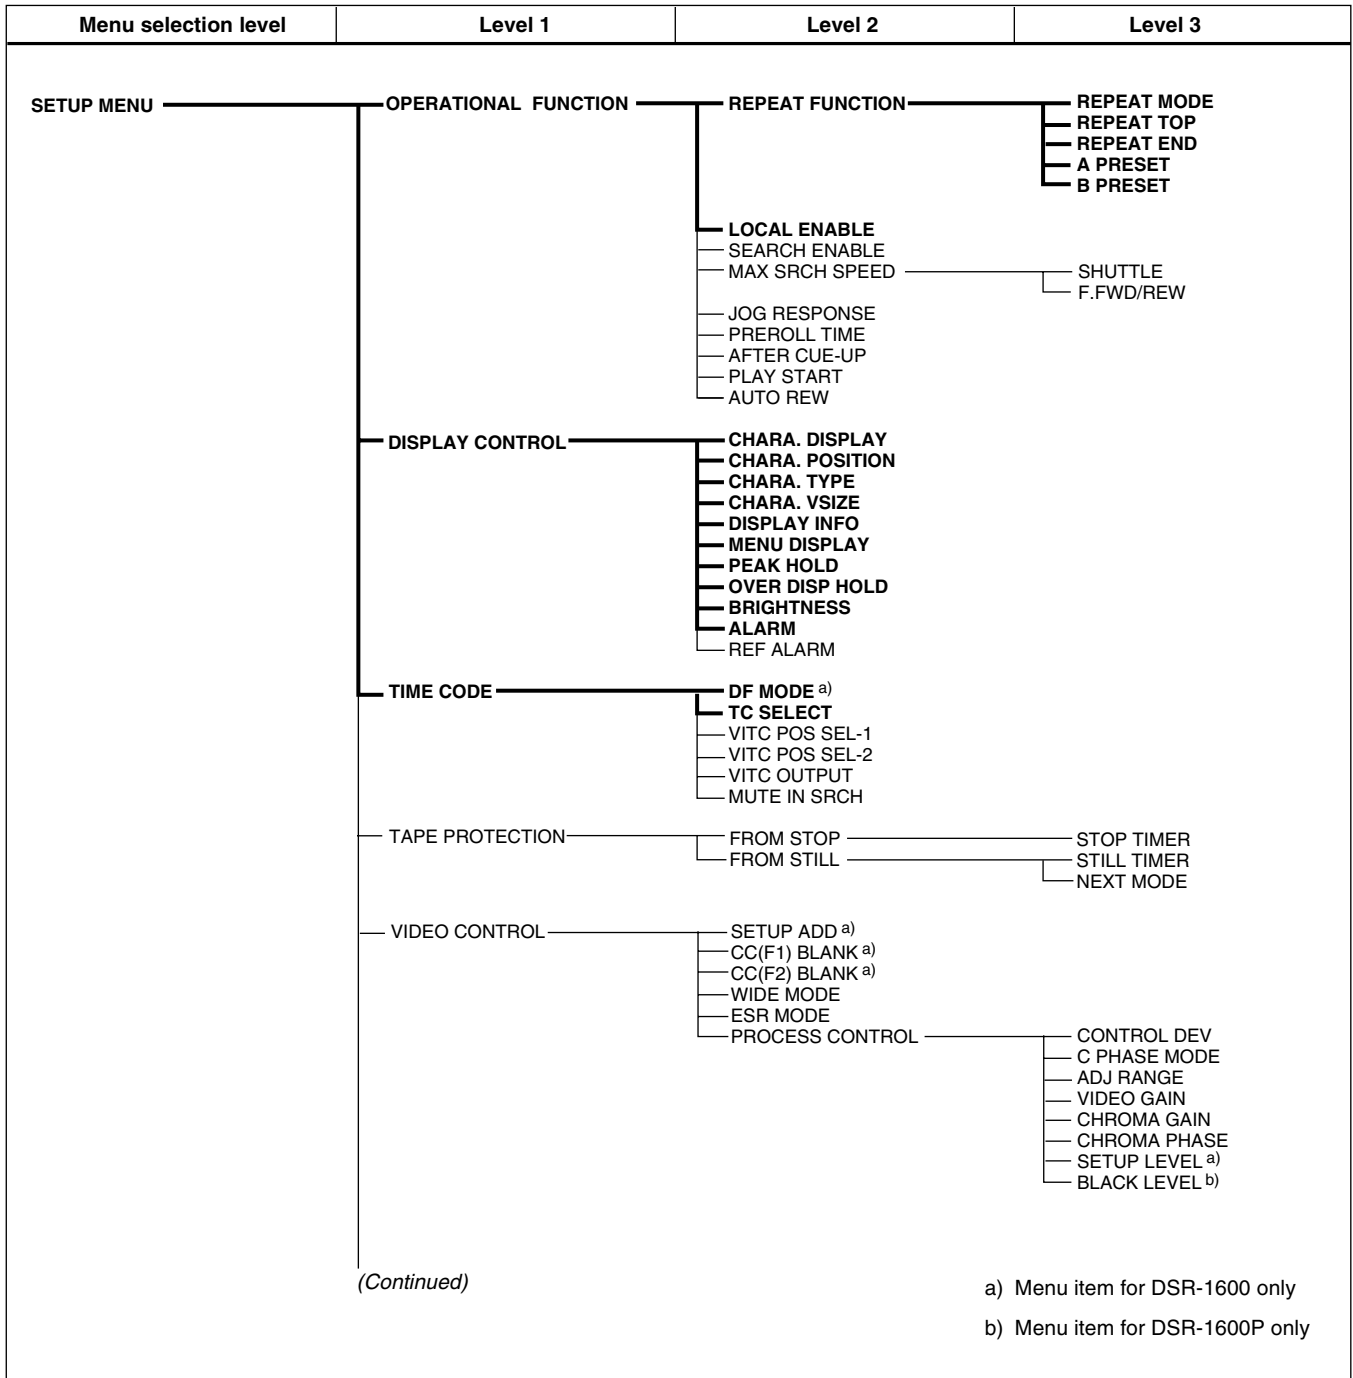 Menu selection level Level 1 Level 2 Level 3
SETUP MENU OPERATIONAL FUNCTION REPEAT FUNCTION REPEAT MODE
REPEAT TOP
REPEAT END
A PRESET
B PRESET
LOCAL ENABLE
SEARCH ENABLE
MAX SRCH SPEED SHUTTLE
F.FWD/REW
JOG RESPONSE
PREROLL TIME
AFTER CUE-UP
PLAY START
AUTO REW
DISPLAY CONTROL CHARA. DISPLAY
CHARA. POSITION
CHARA. TYPE
CHARA. VSIZE
DISPLAY INFO
MENU DISPLAY
PEAK HOLD
OVER DISP HOLD
BRIGHTNESS
ALARM
REF ALARM
TIME CODE DF MODE a)
TC SELECT
VITC POS SEL-1
VITC POS SEL-2
VITC OUTPUT
MUTE IN SRCH
TAPE PROTECTION FROM STOP STOP TIMER
FROM STILL STILL TIMER
NEXT MODE
VIDEO CONTROL SETUP ADD a)
CC(F1) BLANK a)
CC(F2) BLANK a)
WIDE MODE
ESR MODE
PROCESS CONTROL CONTROL DEV
C PHASE MODE
ADJ RANGE
VIDEO GAIN
CHROMA GAIN
CHROMA PHASE
SETUP LEVEL a)
BLACK LEVEL b)
(Continued)
a) Menu item for DSR-1600 only
b) Menu item for DSR-1600P only